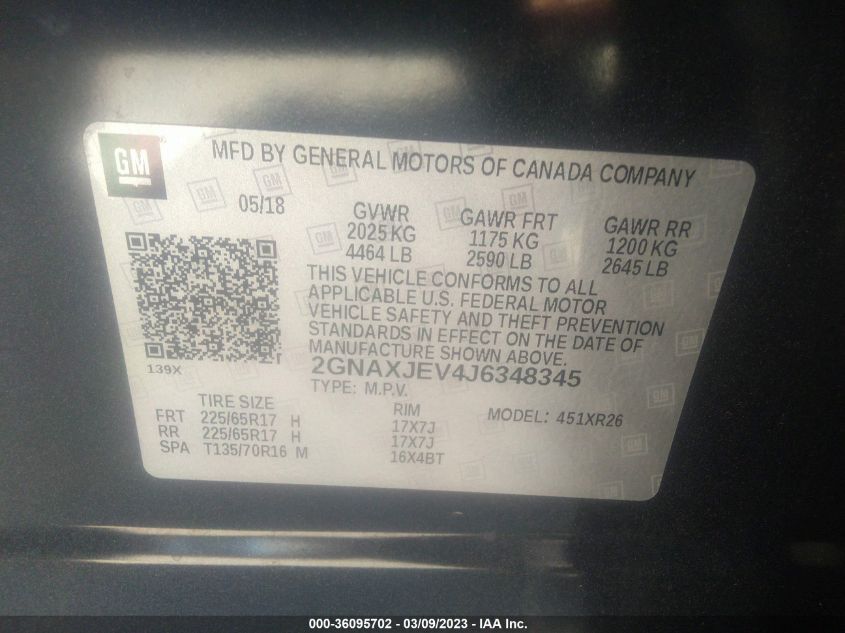 GM
MFD BY GENERAL MOTORS OF CANADA COMPANY
05/18
GVWR GAWR FRT GAWR RR
2025 KG 1175 KG 1200 KG
4464 LB 2590 LB 2645 LB
THIS VEHICLE CONFORMS TO ALL
APPLICABLE U.S. FEDERAL MOTOR
VEHICLE SAFETY AND THEFT PREVENTION
STANDARDS IN EFFECT ON THE DATE OF
MANUFACTURE SHOWN ABOVE.
139X
2GNAXJEV4J6348345
TYPE: M.P.V.
TIRE SIZE RIM MODEL: 451XR26
FRT 225/65R17 H 17X7J
RR 225/65R17 H 17X7J
SPA T135/70R16 M 16X4BT
000-36095702 - 03/09/2023 - IAA Inc.